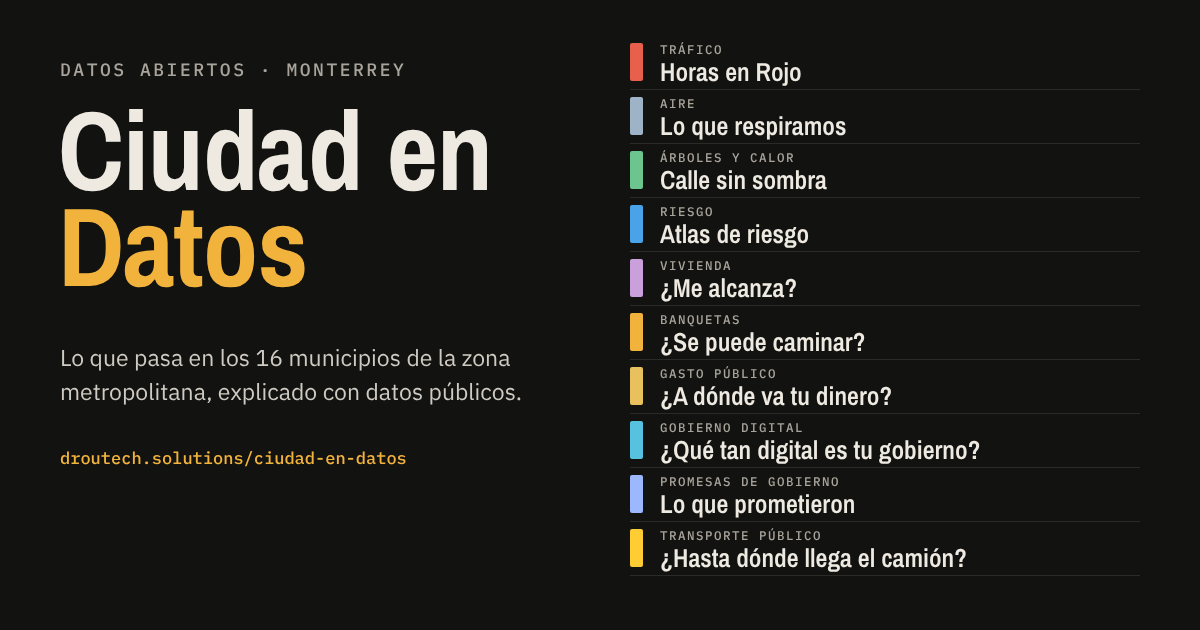 DATOS ABIERTOS · MONTERREY
Ciudad en
Datos
Lo que pasa en los 16 municipios de la zona
metropolitana, explicado con datos públicos.
droutech.solutions/ciudad-en-datos
TRÁFICO
Horas en Rojo
AIRE
Lo que respiramos
ÁRBOLES Y CALOR
Calle sin sombra
RIESGO
Atlas de riesgo
VIVIENDA
¿Me alcanza?
BANQUETAS
¿Se puede caminar?
GASTO PÚBLICO
¿A dónde va tu dinero?
GOBIERNO DIGITAL
¿Qué tan digital es tu gobierno?
PROMESAS DE GOBIERNO
Lo que prometieron
TRANSPORTE PÚBLICO
¿Hasta dónde llega el camión?